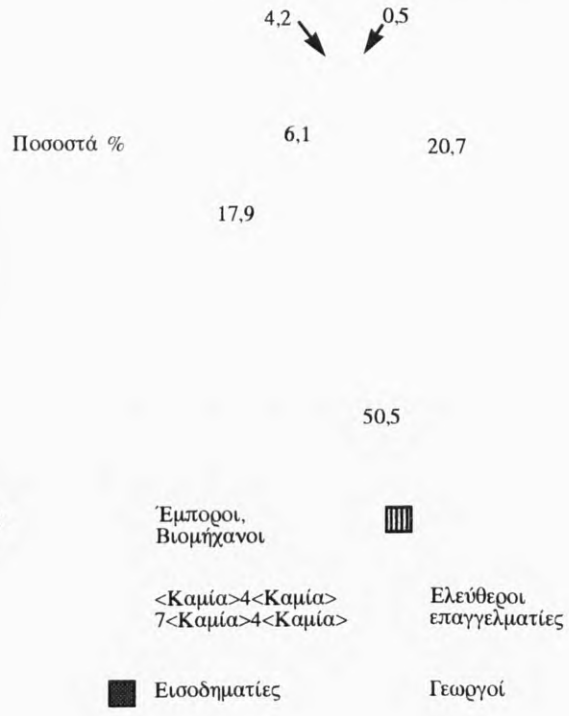 4,2 0,5
Ποσοστά % 6,1 20,7
17,9
50,5
Έμποροι,
Βιομήχανοι
<Καμία>4<Καμία>
7<Καμία>4<Καμία>
Ελεύθεροι
επαγγελματίες
Εισοδηματίες
Γεωργοί